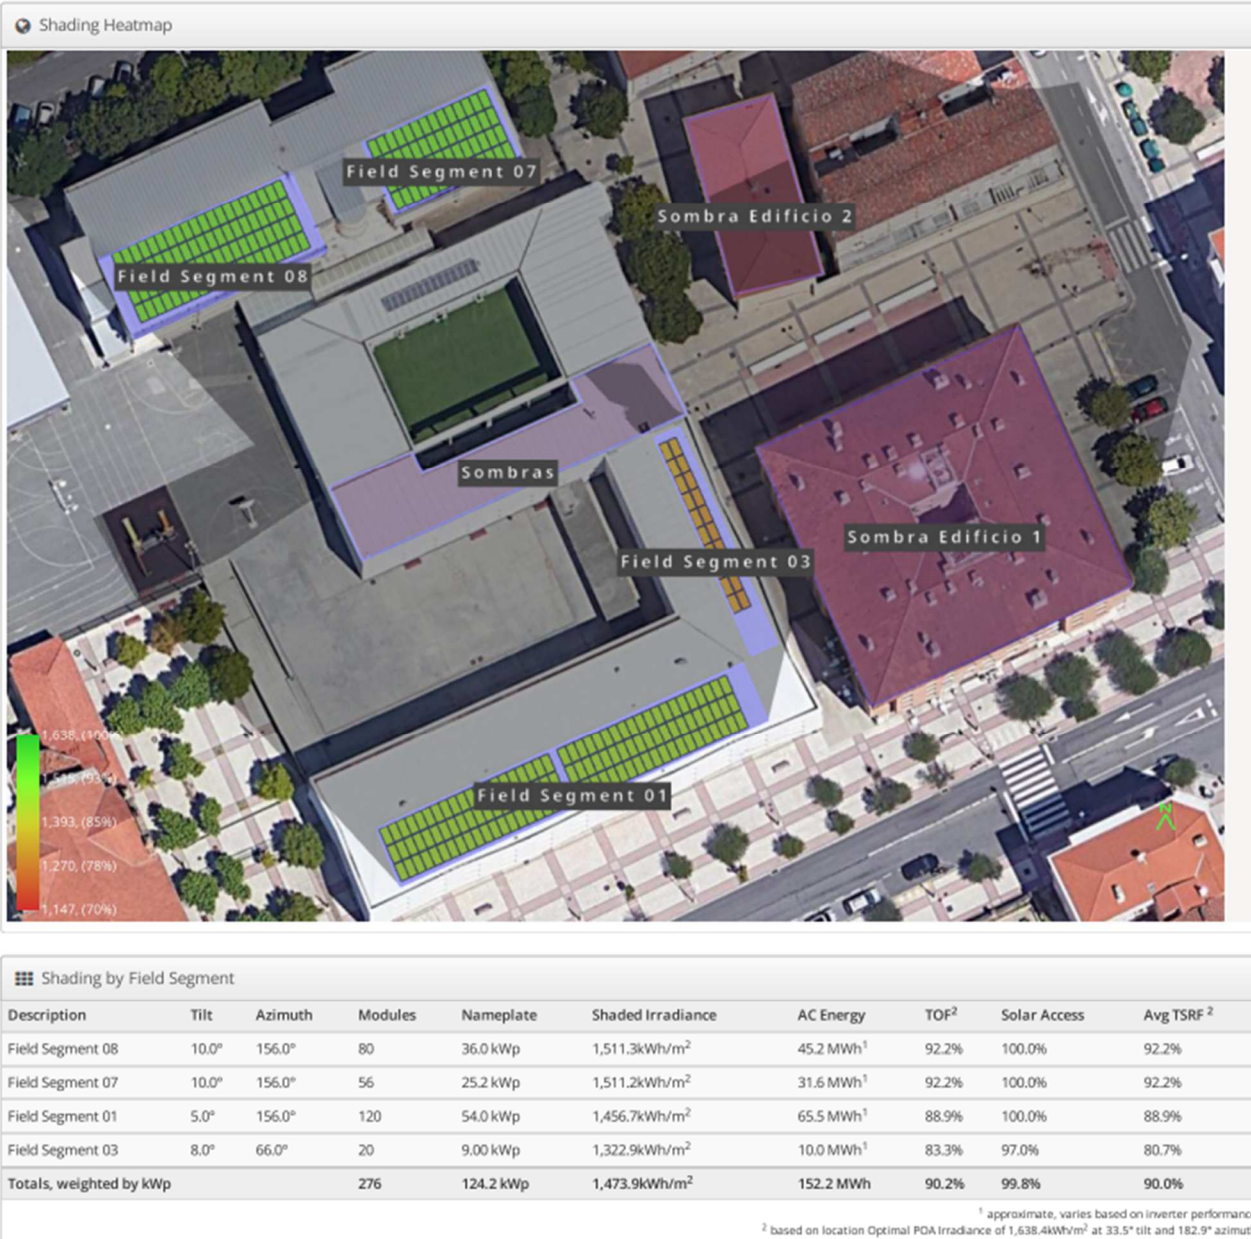 Shading Heatmap
Field Segment 07
Sombra Edificio 2
Field Segment 08
Sombras
Sombra Edificio 1
Field Segment 03
1,638, (100%)
1,515, (93%)
Field Segment 01
1,393, (85%)
1,270, (78%)
1,147, (70%)
Z
Shading by Field Segment
Description Tilt Azimuth Modules Nameplate Shaded Irradiance AC Energy TOF² Solar Access Avg TSRF ²
Field Segment 08 10.0° 156.0° 80 36.0 kWp 1,511.3kWh/m² 45.2 MWh¹ 92.2% 100.0% 92.2%
Field Segment 07 10.0° 156.0° 56 25.2 kWp 1,511.2kWh/m² 31.6 MWh¹ 92.2% 100.0% 92.2%
Field Segment 01 5.0° 156.0° 120 54.0 kWp 1,456.7kWh/m² 65.5 MWh¹ 88.9% 100.0% 88.9%
Field Segment 03 8.0° 66.0° 20 9.00 kWp 1,322.9kWh/m² 10.0 MWh¹ 83.3% 97.0% 80.7%
Totals, weighted by kWp 276 124.2 kWp 1,473.9kWh/m² 152.2 MWh 90.2% 99.8% 90.0%
¹ approximate, varies based on inverter performanc
² based on location Optimal POA Irradiance of 1,638.4kWh/m² at 33.5° tilt and 182.9° azimut